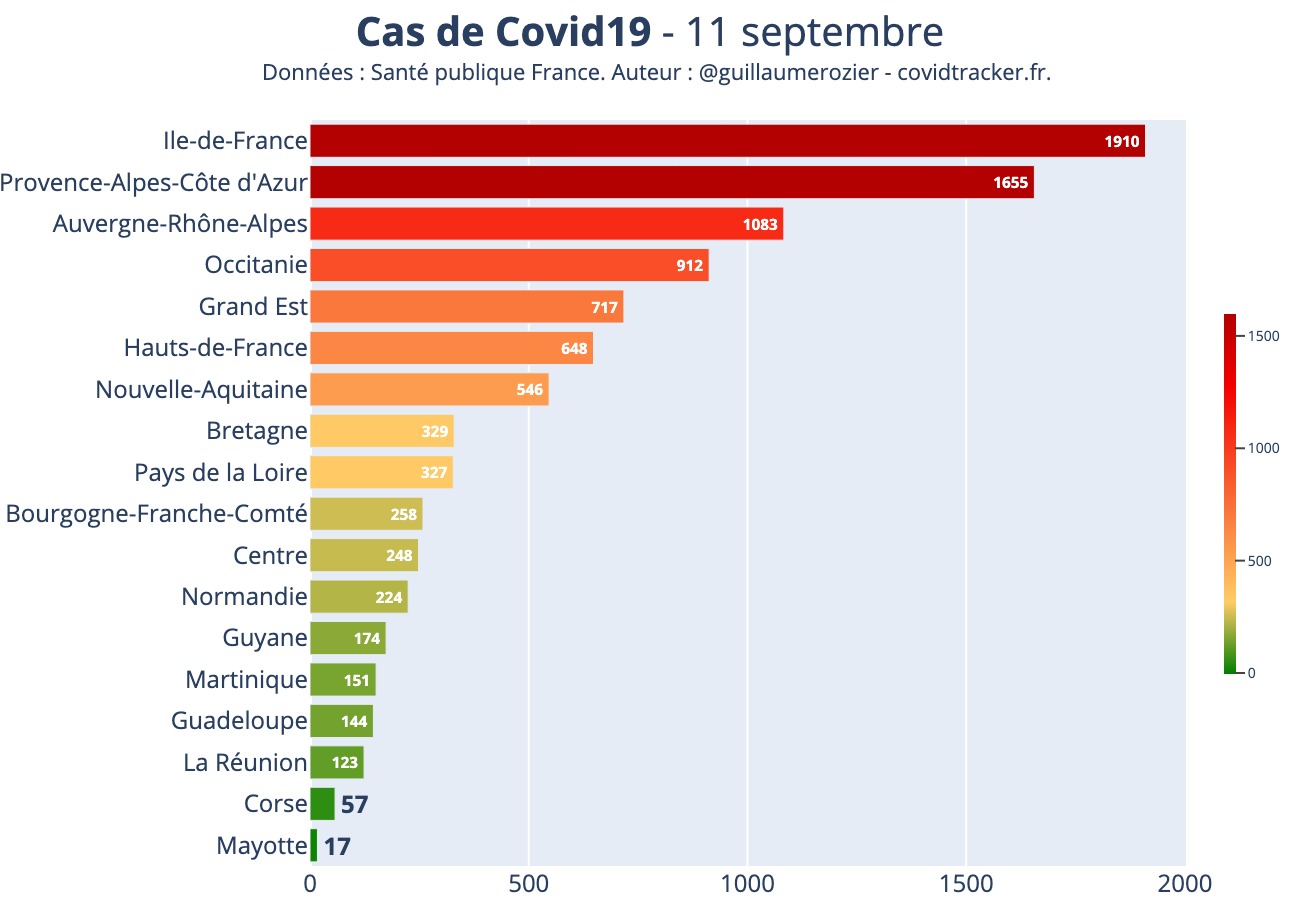 Cas de Covid19 - 11 septembre
Données : Santé publique France. Auteur : @guillaumerozier - covidtracker.fr.
Ile-de-France 1910
Provence-Alpes-Côte d'Azur 1655
Auvergne-Rhône-Alpes 1083
Occitanie 912
Grand Est 717
Hauts-de-France 648
Nouvelle-Aquitaine 546
Bretagne 329
Pays de la Loire 327
Bourgogne-Franche-Comté 258
Centre 248
Normandie 224
Guyane 174
Martinique 151
Guadeloupe 144
La Réunion 123
Corse 57
Mayotte 17
0 500 1000 1500 2000
1500
1000
500
0